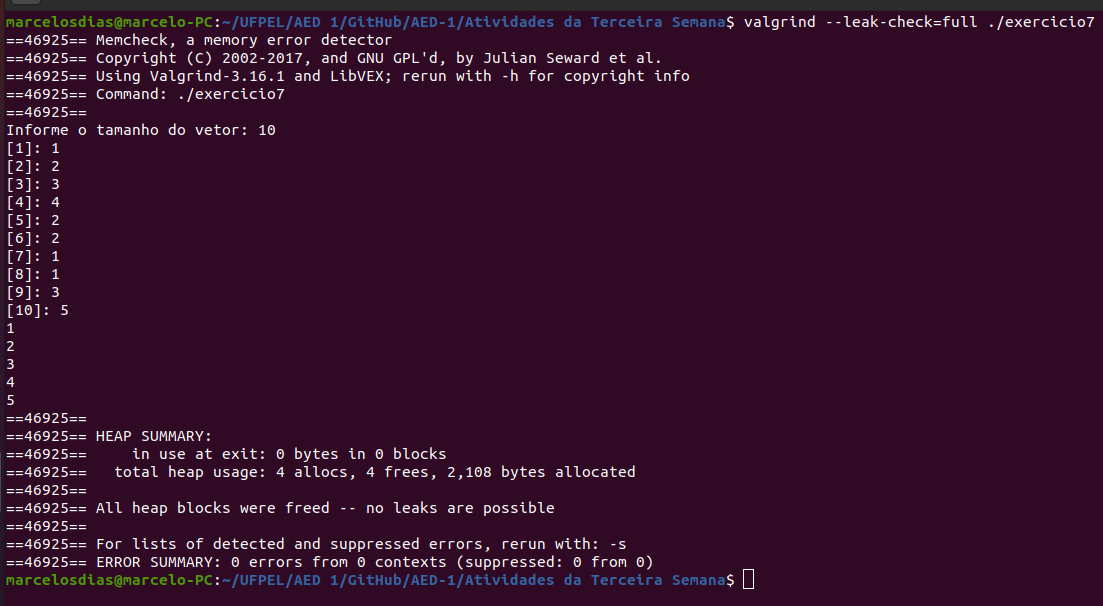 marcelosdias@marcelo-PC:~/UFPEL/AED 1/GitHub/AED-1/Atividades da Terceira Semana$ valgrind --leak-check=full ./exercicio7
==46925== Memcheck, a memory error detector
==46925== Copyright (C) 2002-2017, and GNU GPL'd, by Julian Seward et al.
==46925== Using Valgrind-3.16.1 and LibVEX; rerun with -h for copyright info
==46925== Command: ./exercicio7
==46925==
Informe o tamanho do vetor: 10
[1]: 1
[2]: 2
[3]: 3
[4]: 4
[5]: 2
[6]: 2
[7]: 1
[8]: 1
[9]: 3
[10]: 5
1
2
3
4
5
==46925==
==46925== HEAP SUMMARY:
==46925==     in use at exit: 0 bytes in 0 blocks
==46925==   total heap usage: 4 allocs, 4 frees, 2,108 bytes allocated
==46925==
==46925== All heap blocks were freed -- no leaks are possible
==46925==
==46925== For lists of detected and suppressed errors, rerun with: -s
==46925== ERROR SUMMARY: 0 errors from 0 contexts (suppressed: 0 from 0)
marcelosdias@marcelo-PC:~/UFPEL/AED 1/GitHub/AED-1/Atividades da Terceira Semana$